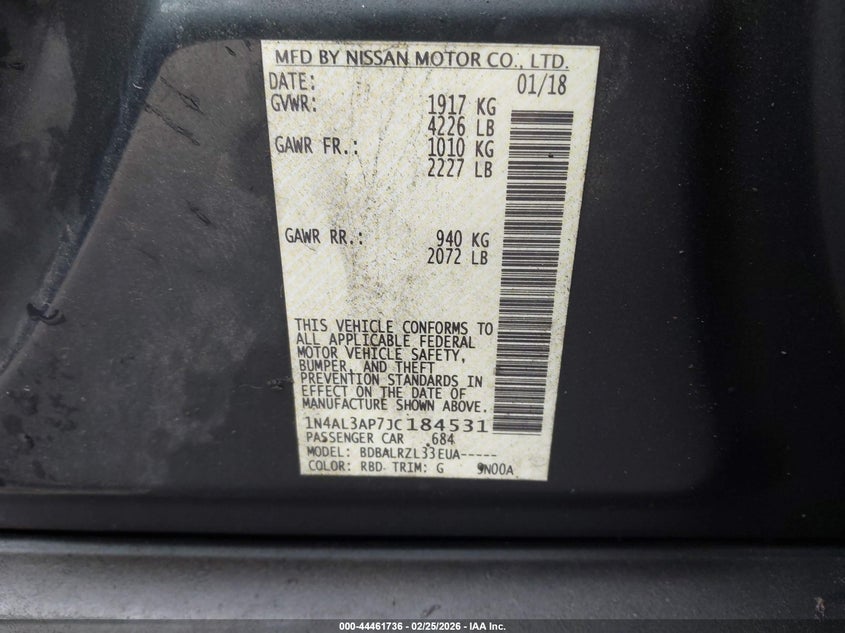 MFD BY NISSAN MOTOR CO., LTD.
DATE: 01/18
GVWR: 1917 KG
4226 LB
GAWR FR.: 1010 KG
2227 LB
GAWR RR.: 940 KG
2072 LB
THIS VEHICLE CONFORMS TO
ALL APPLICABLE FEDERAL
MOTOR VEHICLE SAFETY,
BUMPER, AND THEFT
PREVENTION STANDARDS IN
EFFECT ON THE DATE OF
MANUFACTURE SHOWN ABOVE.
1N4AL3AP7JC184531
PASSENGER CAR 684
MODEL: BDBALRZL33EUA-----
COLOR: RBD TRIM: G 9N00A
000-44461736 - 02/25/2026 - IAA Inc.